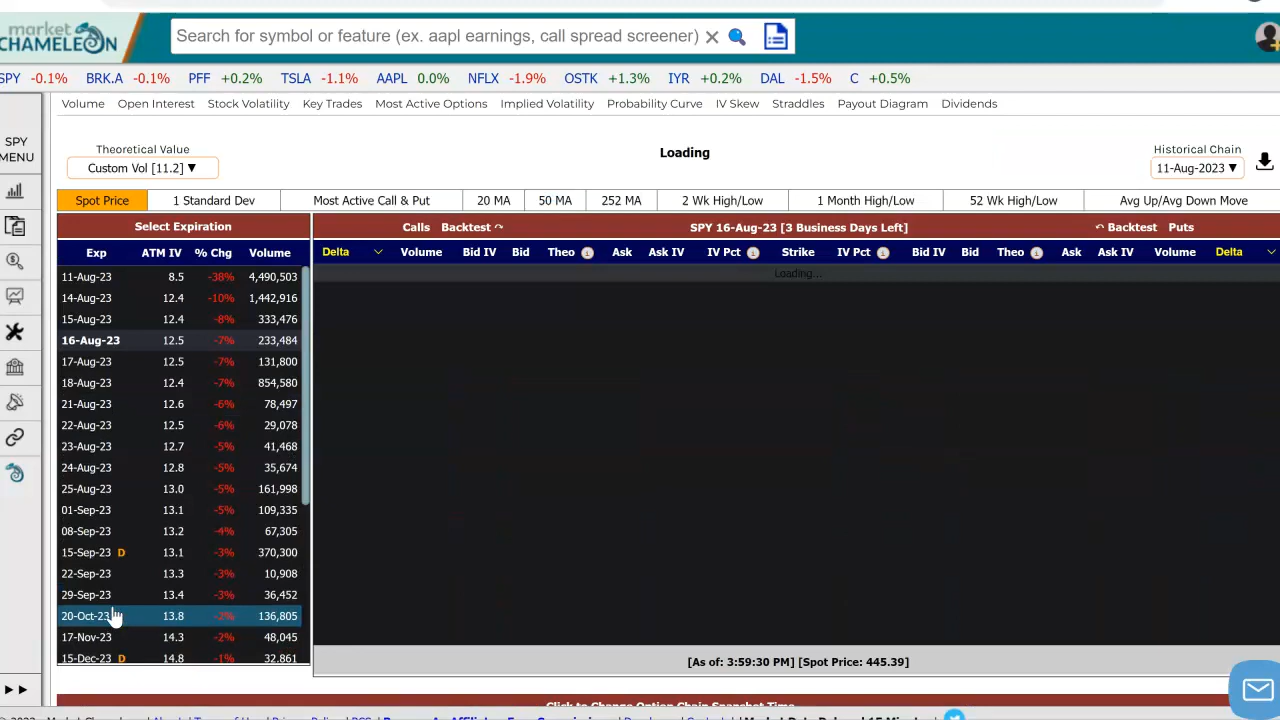 market
CHAMELEON
Search for symbol or feature (ex. aapl earnings, call spread screener)
SPY -0.1% BRK.A -0.1% PFF +0.2% TSLA -1.1% AAPL 0.0% NFLX -1.9% OSTK +1.3% IYR +0.2% DAL -1.5% C +0.5%
Volume Open Interest Stock Volatility Key Trades Most Active Options Implied Volatility Probability Curve IV Skew Straddles Payout Diagram Dividends
SPY
MENU
Theoretical Value
Custom Vol [11.2] ▼
Loading
Historical Chain
11-Aug-2023 ▼
Spot Price 1 Standard Dev Most Active Call & Put 20 MA 50 MA 252 MA 2 Wk High/Low 1 Month High/Low 52 Wk High/Low Avg Up/Avg Down Move
Select Expiration Calls Backtest ↷ SPY 16-Aug-23 [3 Business Days Left] ↶ Backtest Puts
Exp ATM IV % Chg Volume Delta Volume Bid IV Bid Theo Ask Ask IV IV Pct Strike IV Pct Bid IV Bid Theo Ask Ask IV Volume Delta
Loading...
11-Aug-23 8.5 -38% 4,490,503
14-Aug-23 12.4 -10% 1,442,916
15-Aug-23 12.4 -8% 333,476
16-Aug-23 12.5 -7% 233,484
17-Aug-23 12.5 -7% 131,800
18-Aug-23 12.4 -7% 854,580
21-Aug-23 12.6 -6% 78,497
22-Aug-23 12.5 -6% 29,078
23-Aug-23 12.7 -5% 41,468
24-Aug-23 12.8 -5% 35,674
25-Aug-23 13.0 -5% 161,998
01-Sep-23 13.1 -5% 109,335
08-Sep-23 13.2 -4% 67,305
15-Sep-23 D 13.1 -3% 370,300
22-Sep-23 13.3 -3% 10,908
29-Sep-23 13.4 -3% 36,452
20-Oct-23 13.8 -2% 136,805
17-Nov-23 14.3 -2% 48,045
15-Dec-23 D 14.8 -1% 32,861
[As of: 3:59:30 PM] [Spot Price: 445.39]
Click to Change Option Chain Snapshot Time